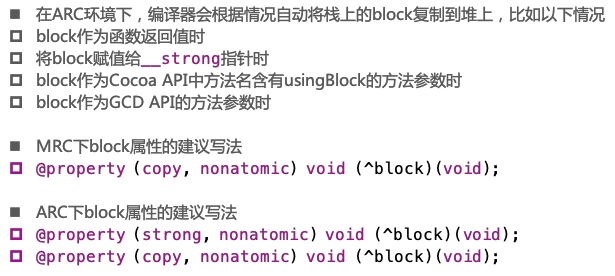 在ARC环境下，编译器会根据情况自动将栈上的block复制到堆上，比如以下情况
block作为函数返回值时
将block赋值给__strong指针时
block作为Cocoa API中方法名含有usingBlock的方法参数时
block作为GCD API的方法参数时
MRC下block属性的建议写法
@property (copy, nonatomic) void (^block)(void);
ARC下block属性的建议写法
@property (strong, nonatomic) void (^block)(void);
@property (copy, nonatomic) void (^block)(void);